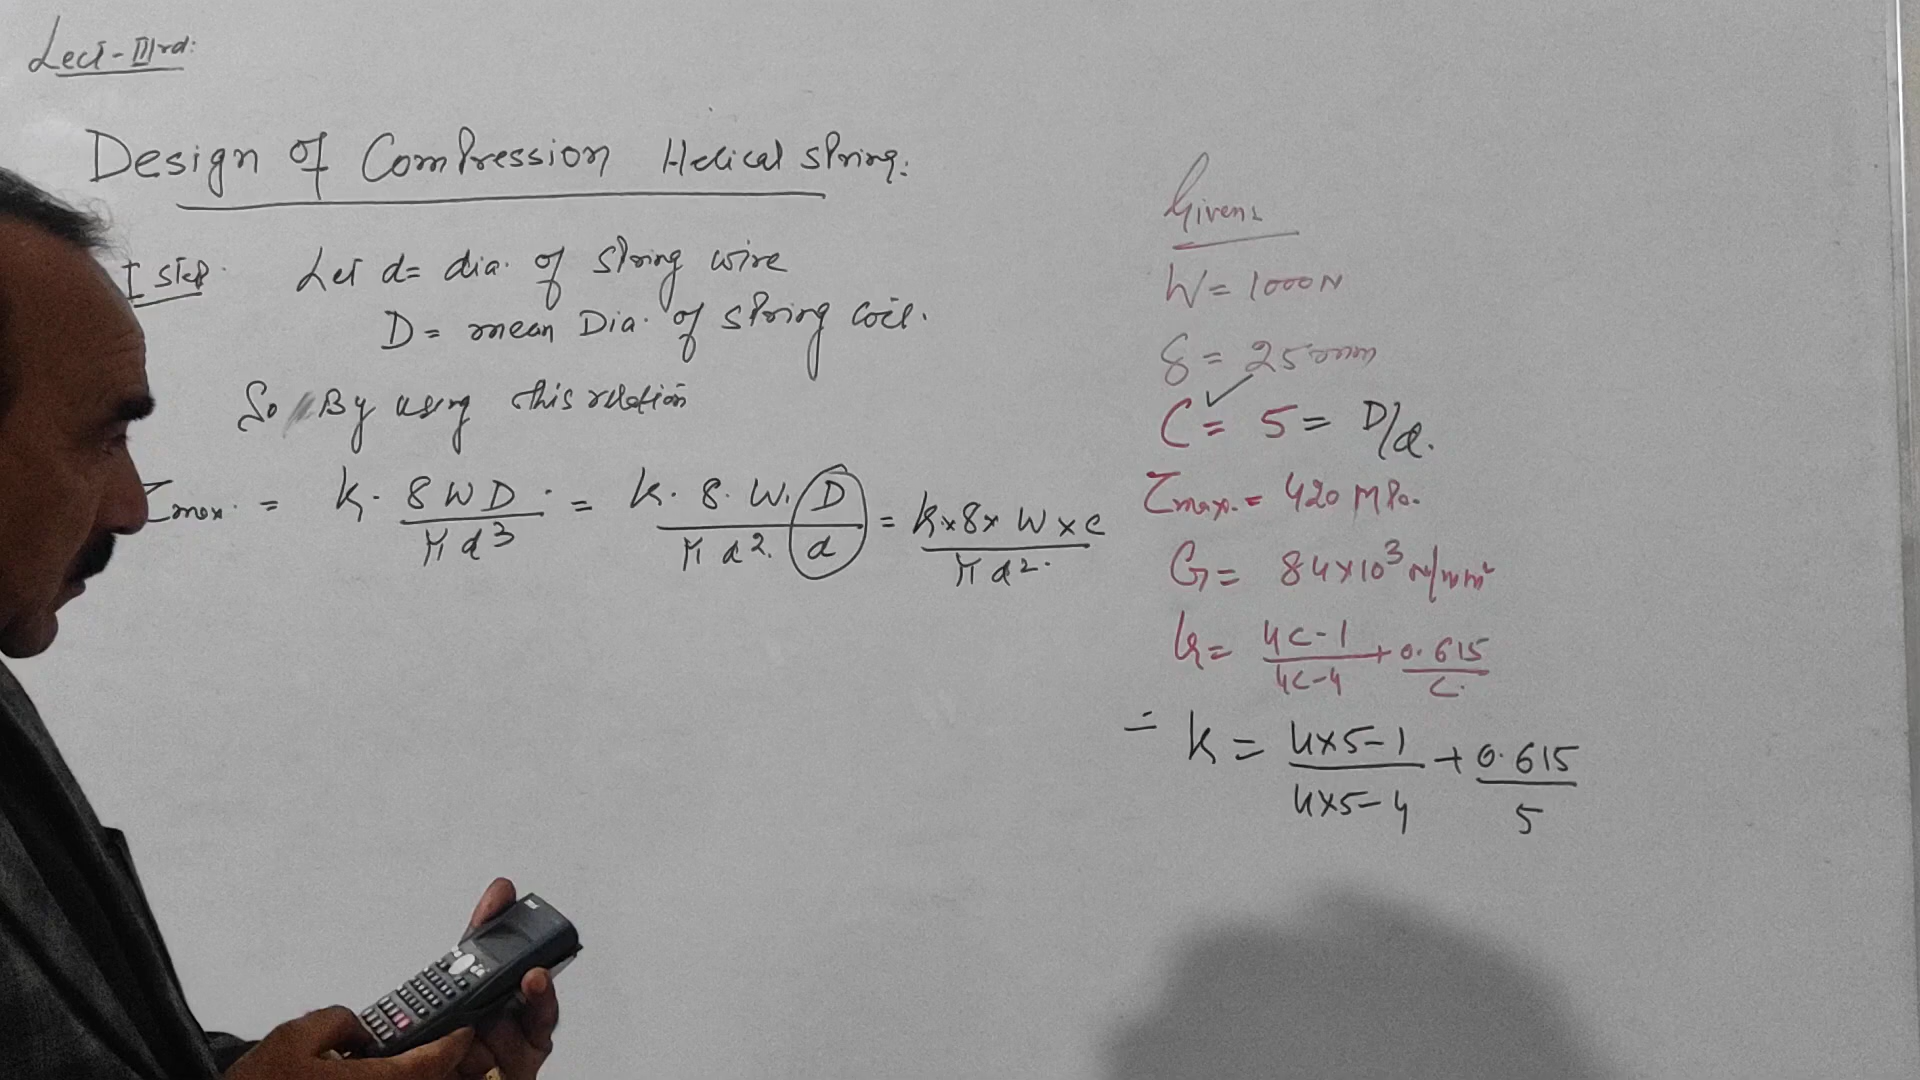 Lect-IIIrd:
Design of Compression Helical spring:
I step. Let d= dia. of spring wire
D= mean Dia. of spring coil.
So By using this relation
τmax. = K. 8WD / πd³ = K. 8. W. D / πd². d = K×8×W×C / πd².
Given:
W= 1000N
δ = 25mm
C = 5 = D/d.
τmax. = 420 MPa.
G= 84×10³ N/mm²
K= 4C-1 / 4C-4 + 0.615 / C.
= K = 4×5-1 / 4×5-4 + 0.615 / 5